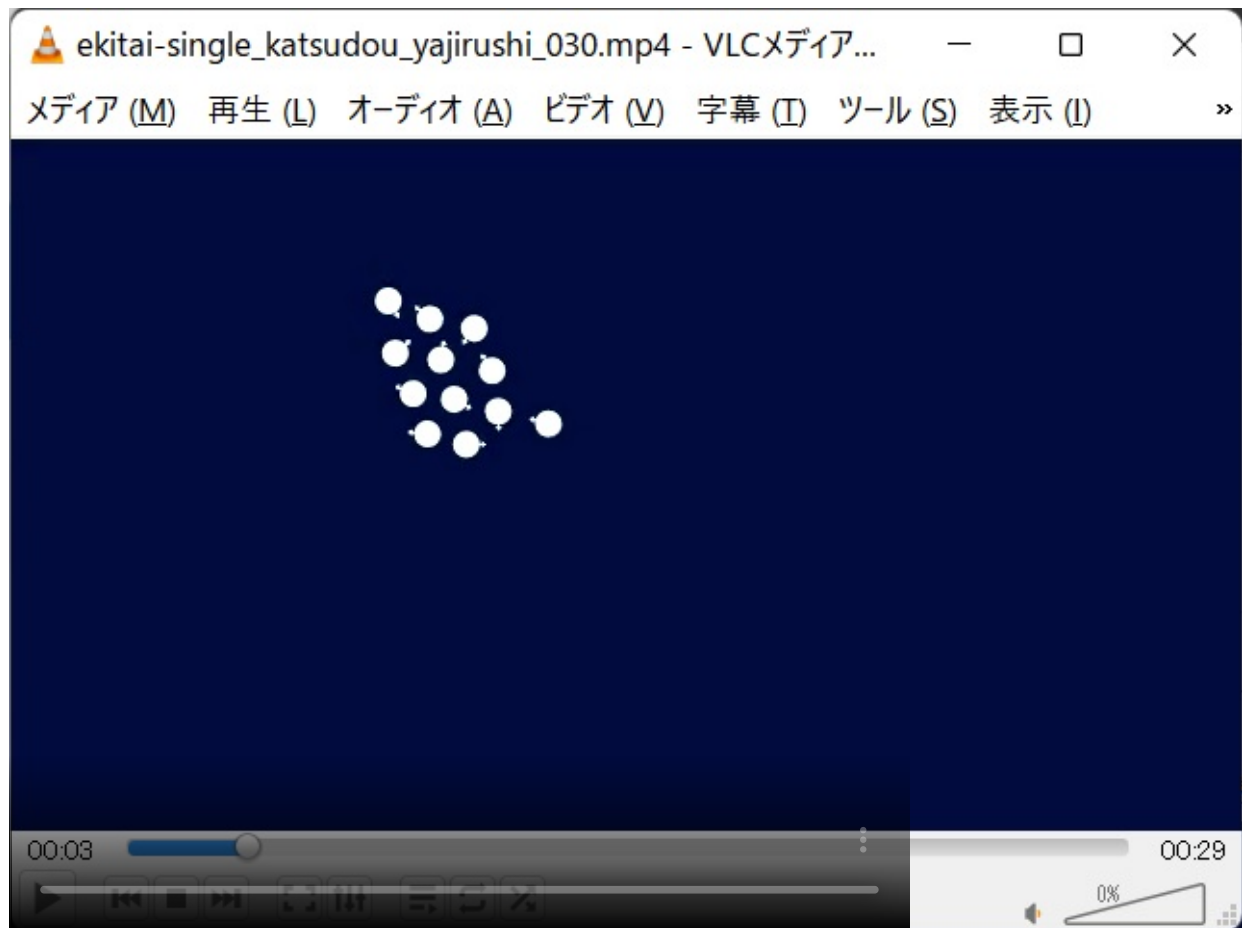 ekitai-single_katsudou_yajirushi_030.mp4 - VLCメディア...
メディア (M) 再生 (L) オーディオ (A) ビデオ (V) 字幕 (T) ツール (S) 表示 (I) »
00:03 00:29
0%